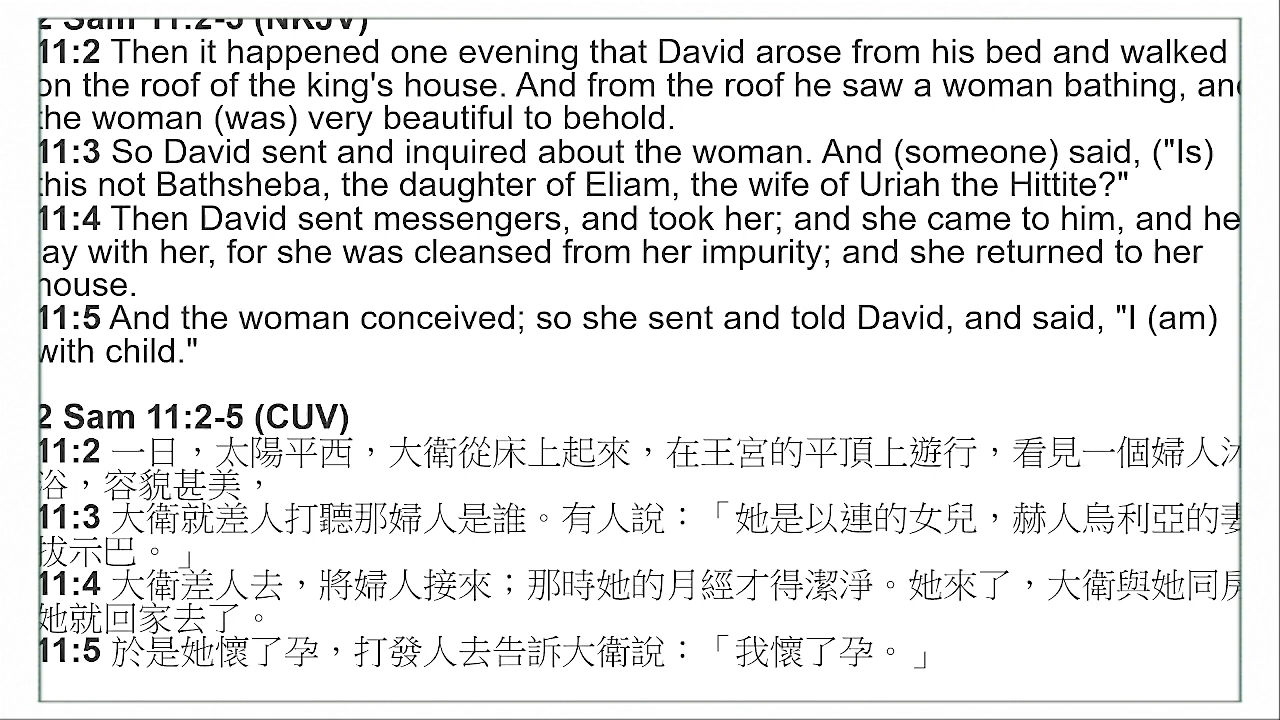 2 Sam 11:2-5 (NKJV)
11:2 Then it happened one evening that David arose from his bed and walked
on the roof of the king's house. And from the roof he saw a woman bathing, and
the woman (was) very beautiful to behold.
11:3 So David sent and inquired about the woman. And (someone) said, ("Is)
this not Bathsheba, the daughter of Eliam, the wife of Uriah the Hittite?"
11:4 Then David sent messengers, and took her; and she came to him, and he
lay with her, for she was cleansed from her impurity; and she returned to her
house.
11:5 And the woman conceived; so she sent and told David, and said, "I (am)
with child."
2 Sam 11:2-5 (CUV)
11:2 一日，太陽平西，大衛從床上起來，在王宮的平頂上遊行，看見一個婦人沐
浴，容貌甚美，
11:3 大衛就差人打聽那婦人是誰。有人說：「她是以連的女兒，赫人烏利亞的妻
拔示巴。」
11:4 大衛差人去，將婦人接來；那時她的月經才得潔淨。她來了，大衛與她同房
她就回家去了。
11:5 於是她懷了孕，打發人去告訴大衛說：「我懷了孕。」